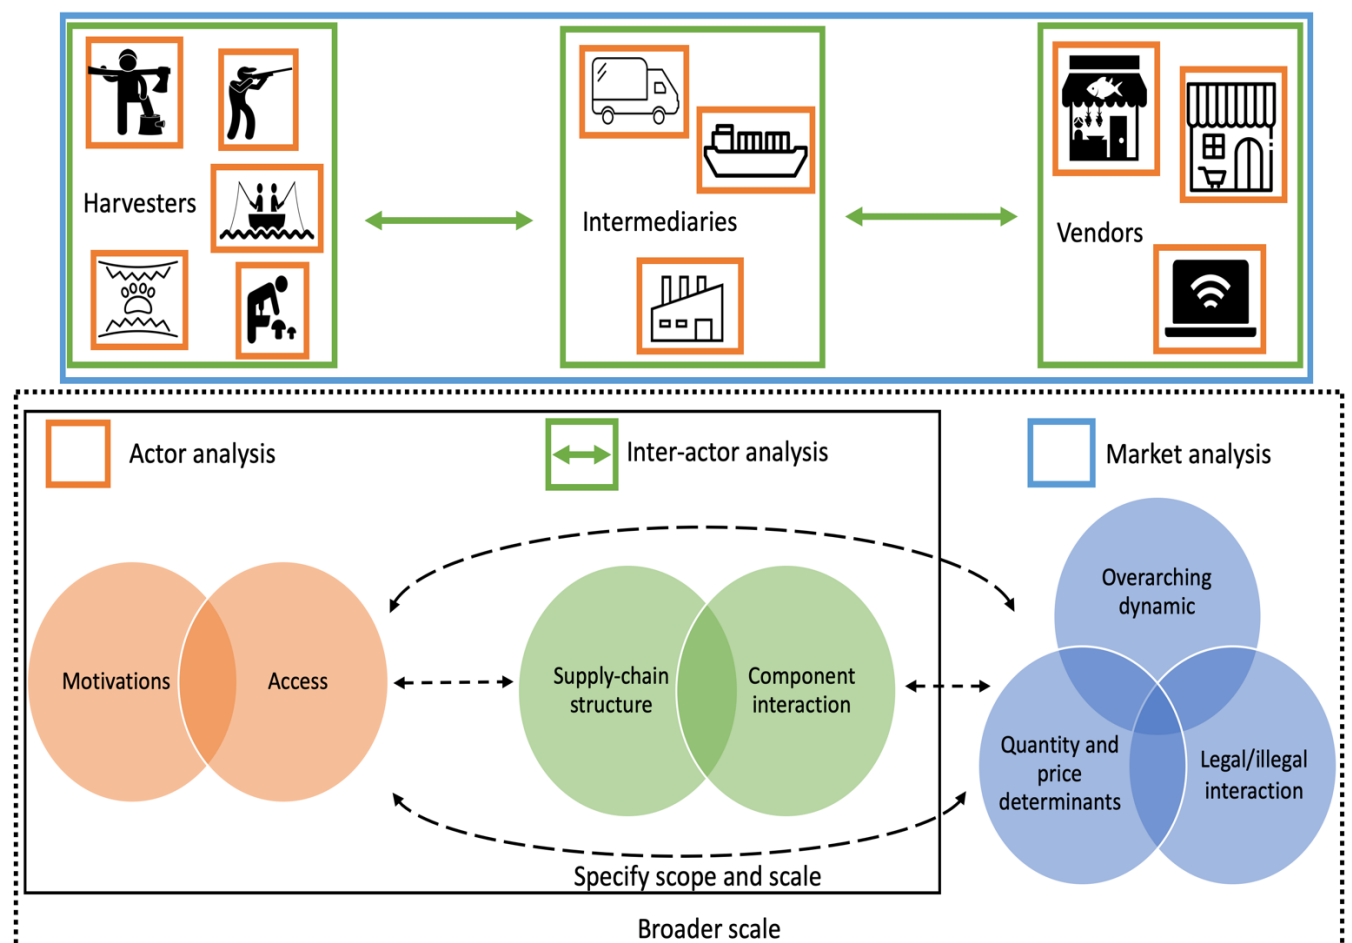 Harvesters
Intermediaries
Vendors
Actor analysis
Inter-actor analysis
Market analysis
Motivations
Access
Supply-chain
structure
Component
interaction
Overarching
dynamic
Quantity and
price
determinants
Legal/illegal
interaction
Specify scope and scale
Broader scale